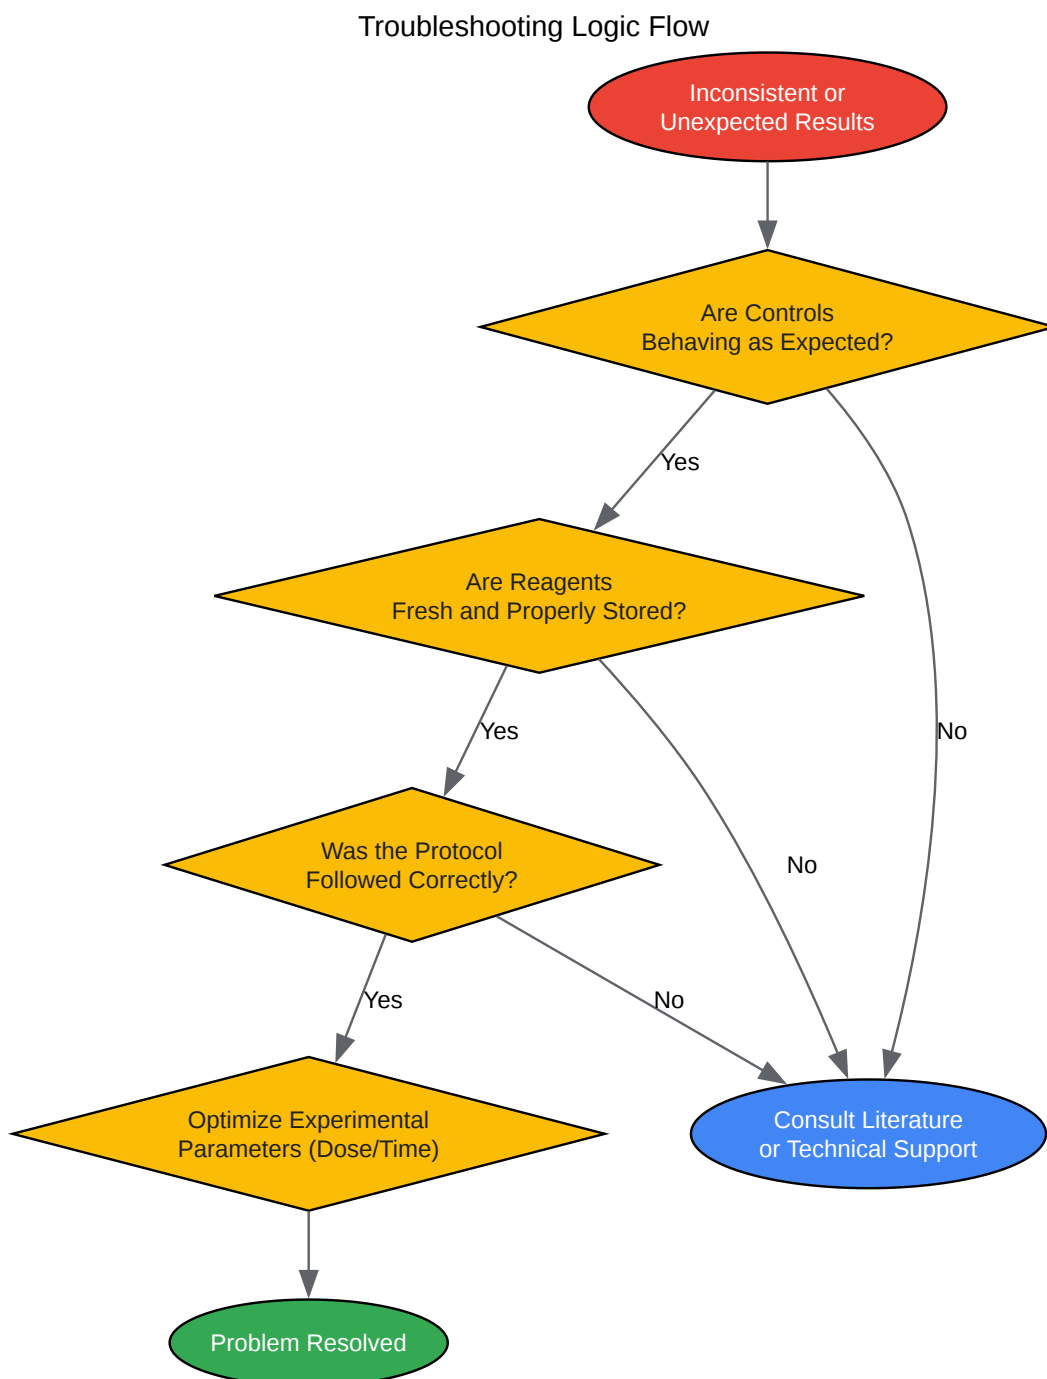 Troubleshooting Logic Flow
Inconsistent or
Unexpected Results
Are Controls
Behaving as Expected?
Yes
Are Reagents
Fresh and Properly Stored?
Yes
No
Was the Protocol
Followed Correctly?
No
Yes
No
Optimize Experimental
Parameters (Dose/Time)
Consult Literature
or Technical Support
Problem Resolved